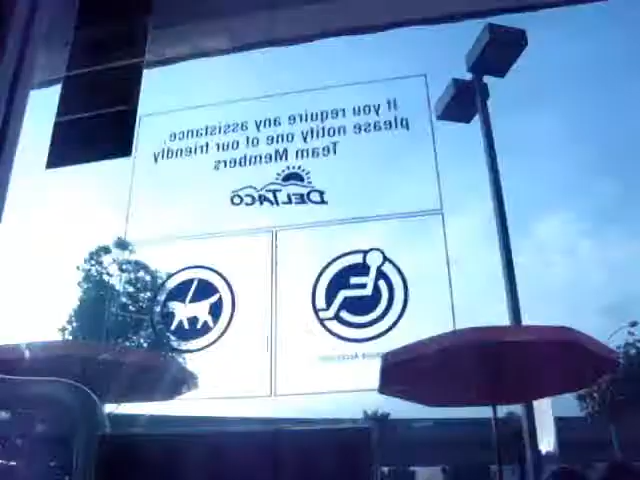 If you require any assistance,
please notify one of our friendly
Team Members
DEL TACO